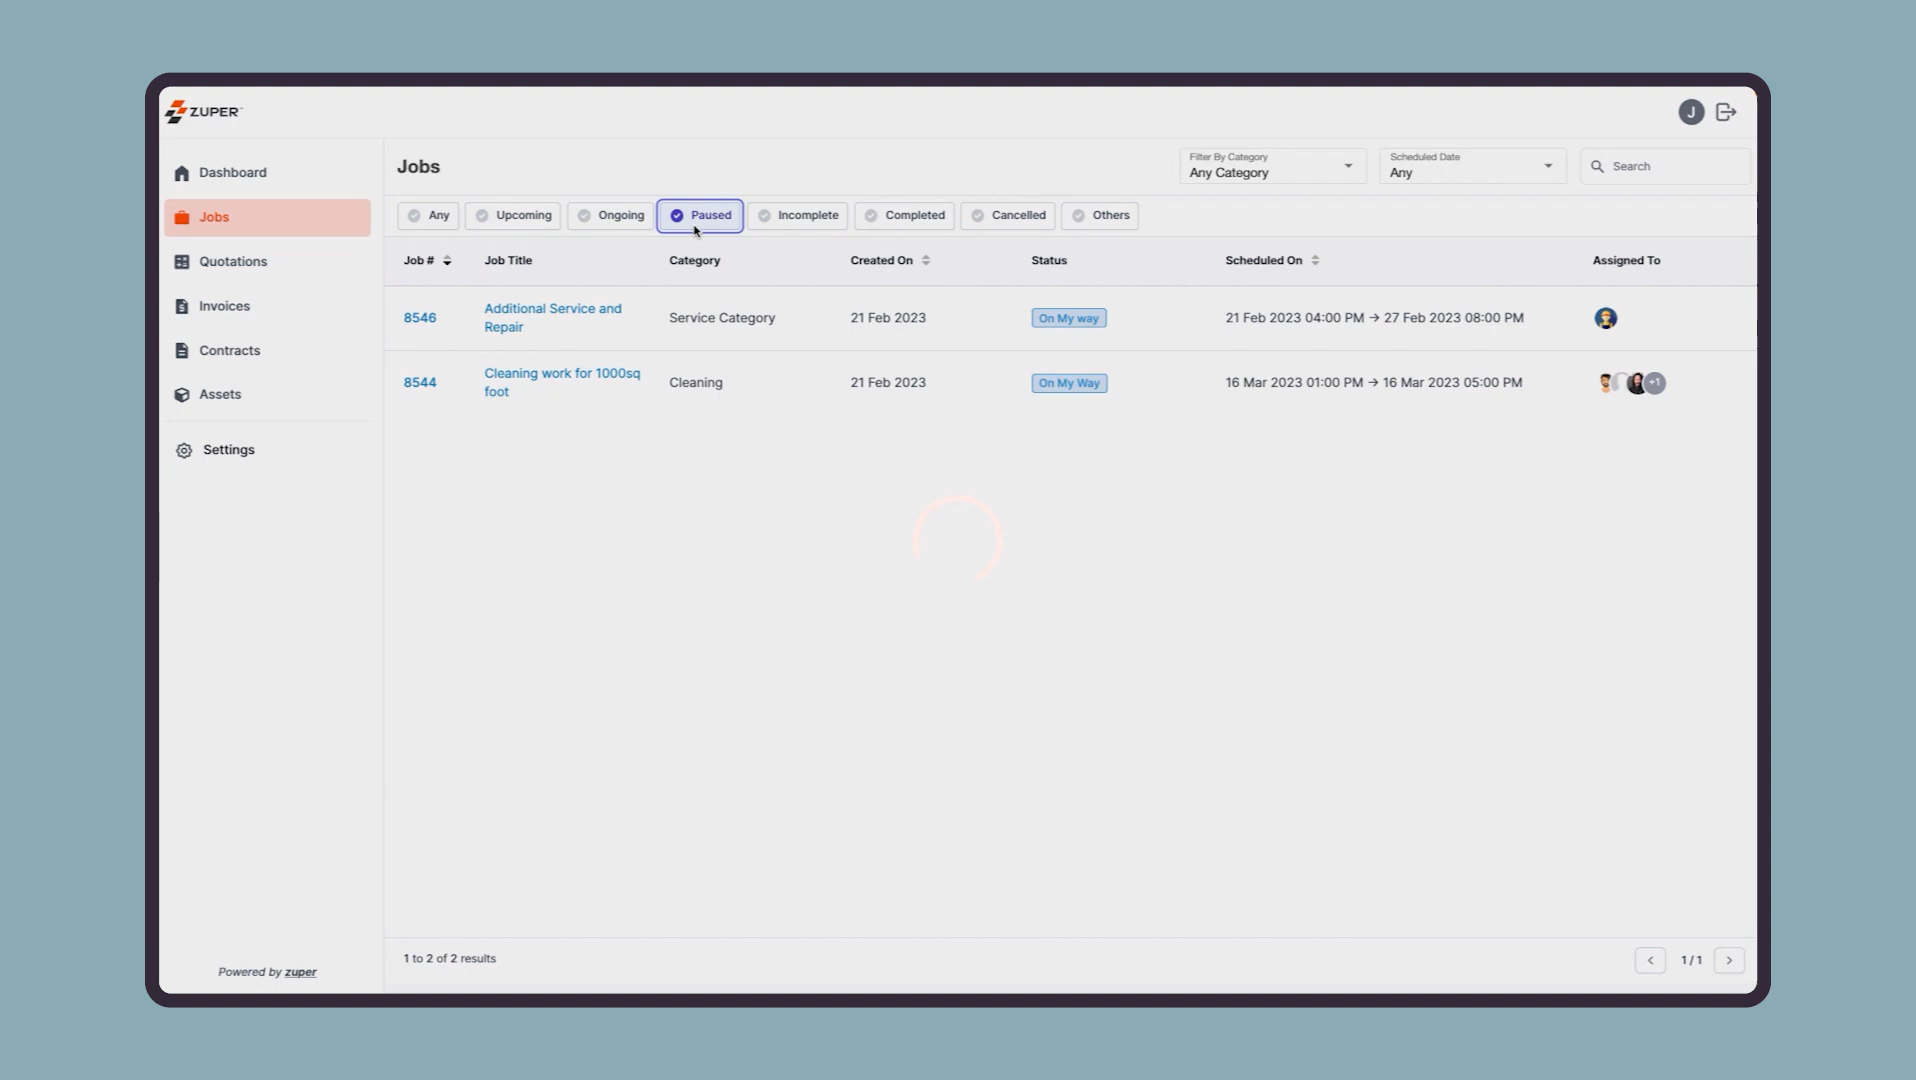 ZUPER
J
Dashboard
Jobs
Quotations
Invoices
Contracts
Assets
Settings
Powered by zuper
Jobs
Filter By Category
Any Category
Scheduled Date
Any
Search
Any Upcoming Ongoing Paused Incomplete Completed Cancelled Others
Job # Job Title Category Created On Status Scheduled On Assigned To
8546 Additional Service and Repair Service Category 21 Feb 2023 On My way 21 Feb 2023 04:00 PM → 27 Feb 2023 08:00 PM
8544 Cleaning work for 1000sq foot Cleaning 21 Feb 2023 On My Way 16 Mar 2023 01:00 PM → 16 Mar 2023 05:00 PM +1
1 to 2 of 2 results
1 / 1